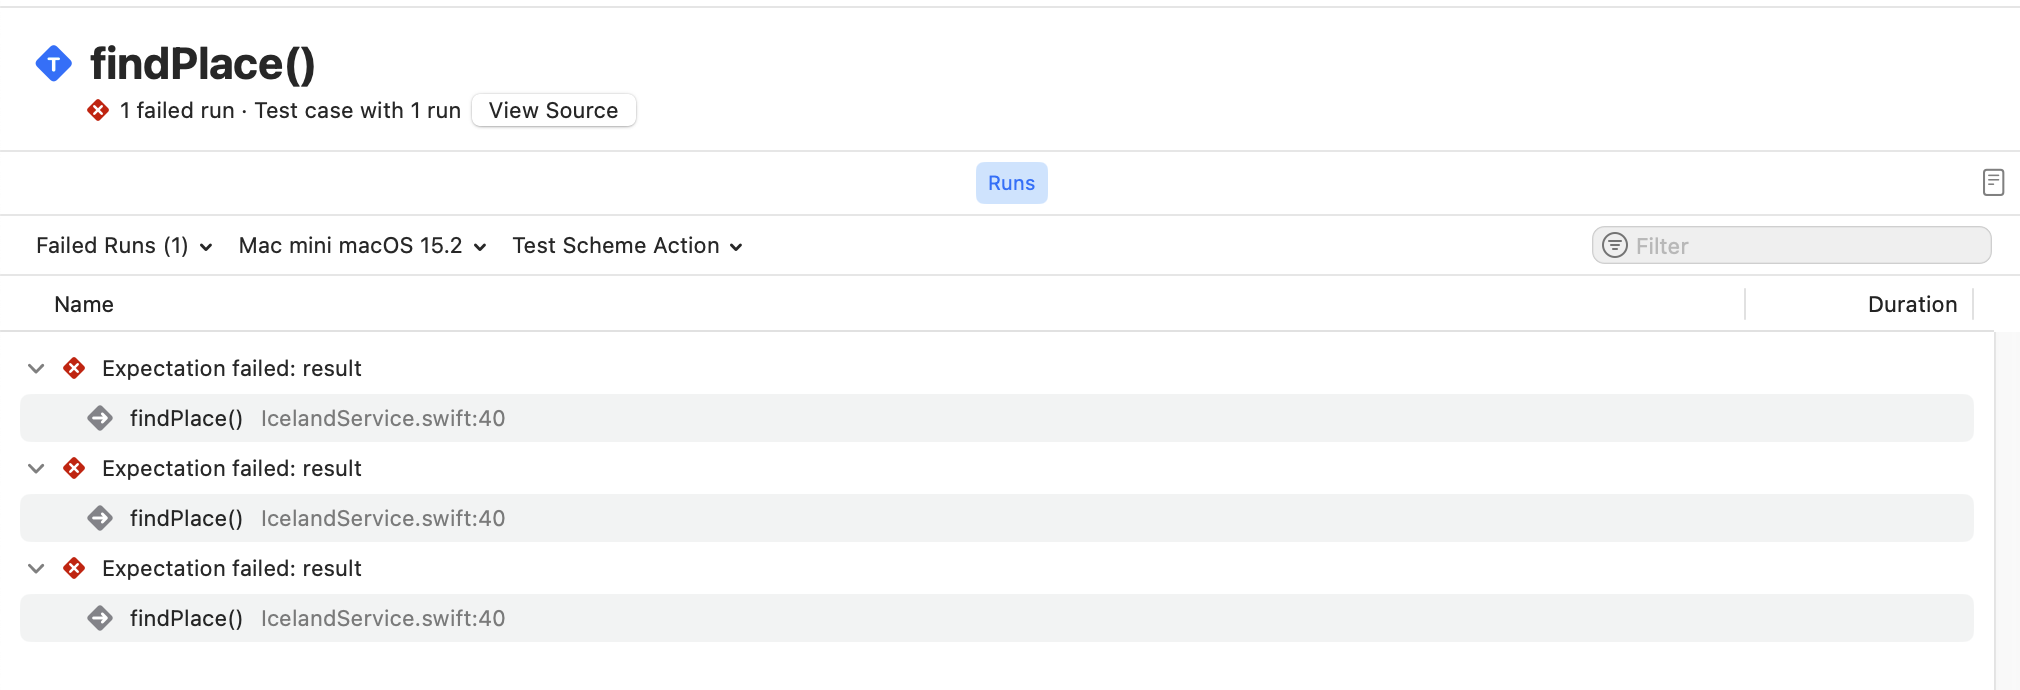 T findPlace()
1 failed run · Test case with 1 run View Source
Runs
Failed Runs (1) Mac mini macOS 15.2 Test Scheme Action Filter
Name Duration
Expectation failed: result
findPlace() IcelandService.swift:40
Expectation failed: result
findPlace() IcelandService.swift:40
Expectation failed: result
findPlace() IcelandService.swift:40